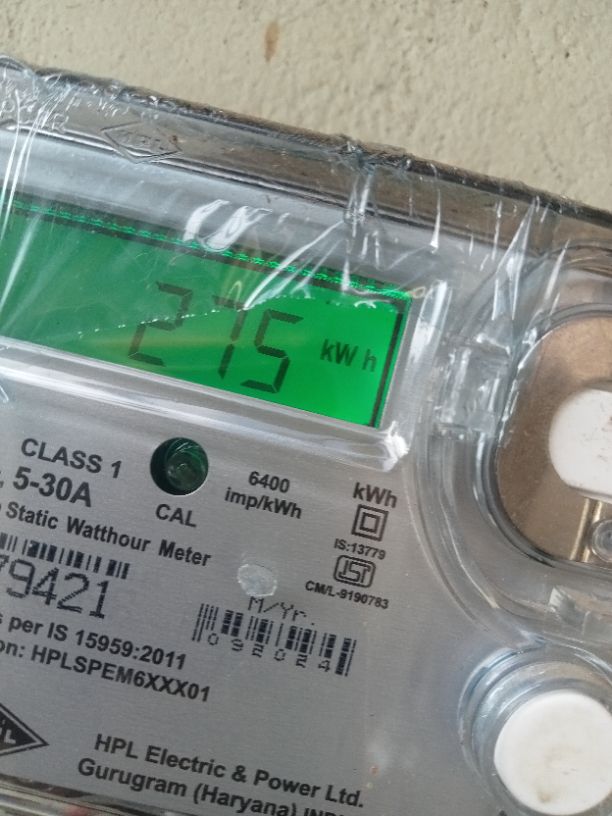 275 kWh
CLASS 1
5-30A
CAL
6400
imp/kWh
kWh
Static Watthour Meter
IS:13779
CM/L-9190783
79421
M/Yr.
092024
per IS 15959:2011
HPLSPEM6XXX01
HPL Electric & Power Ltd.
Gurugram (Haryana)